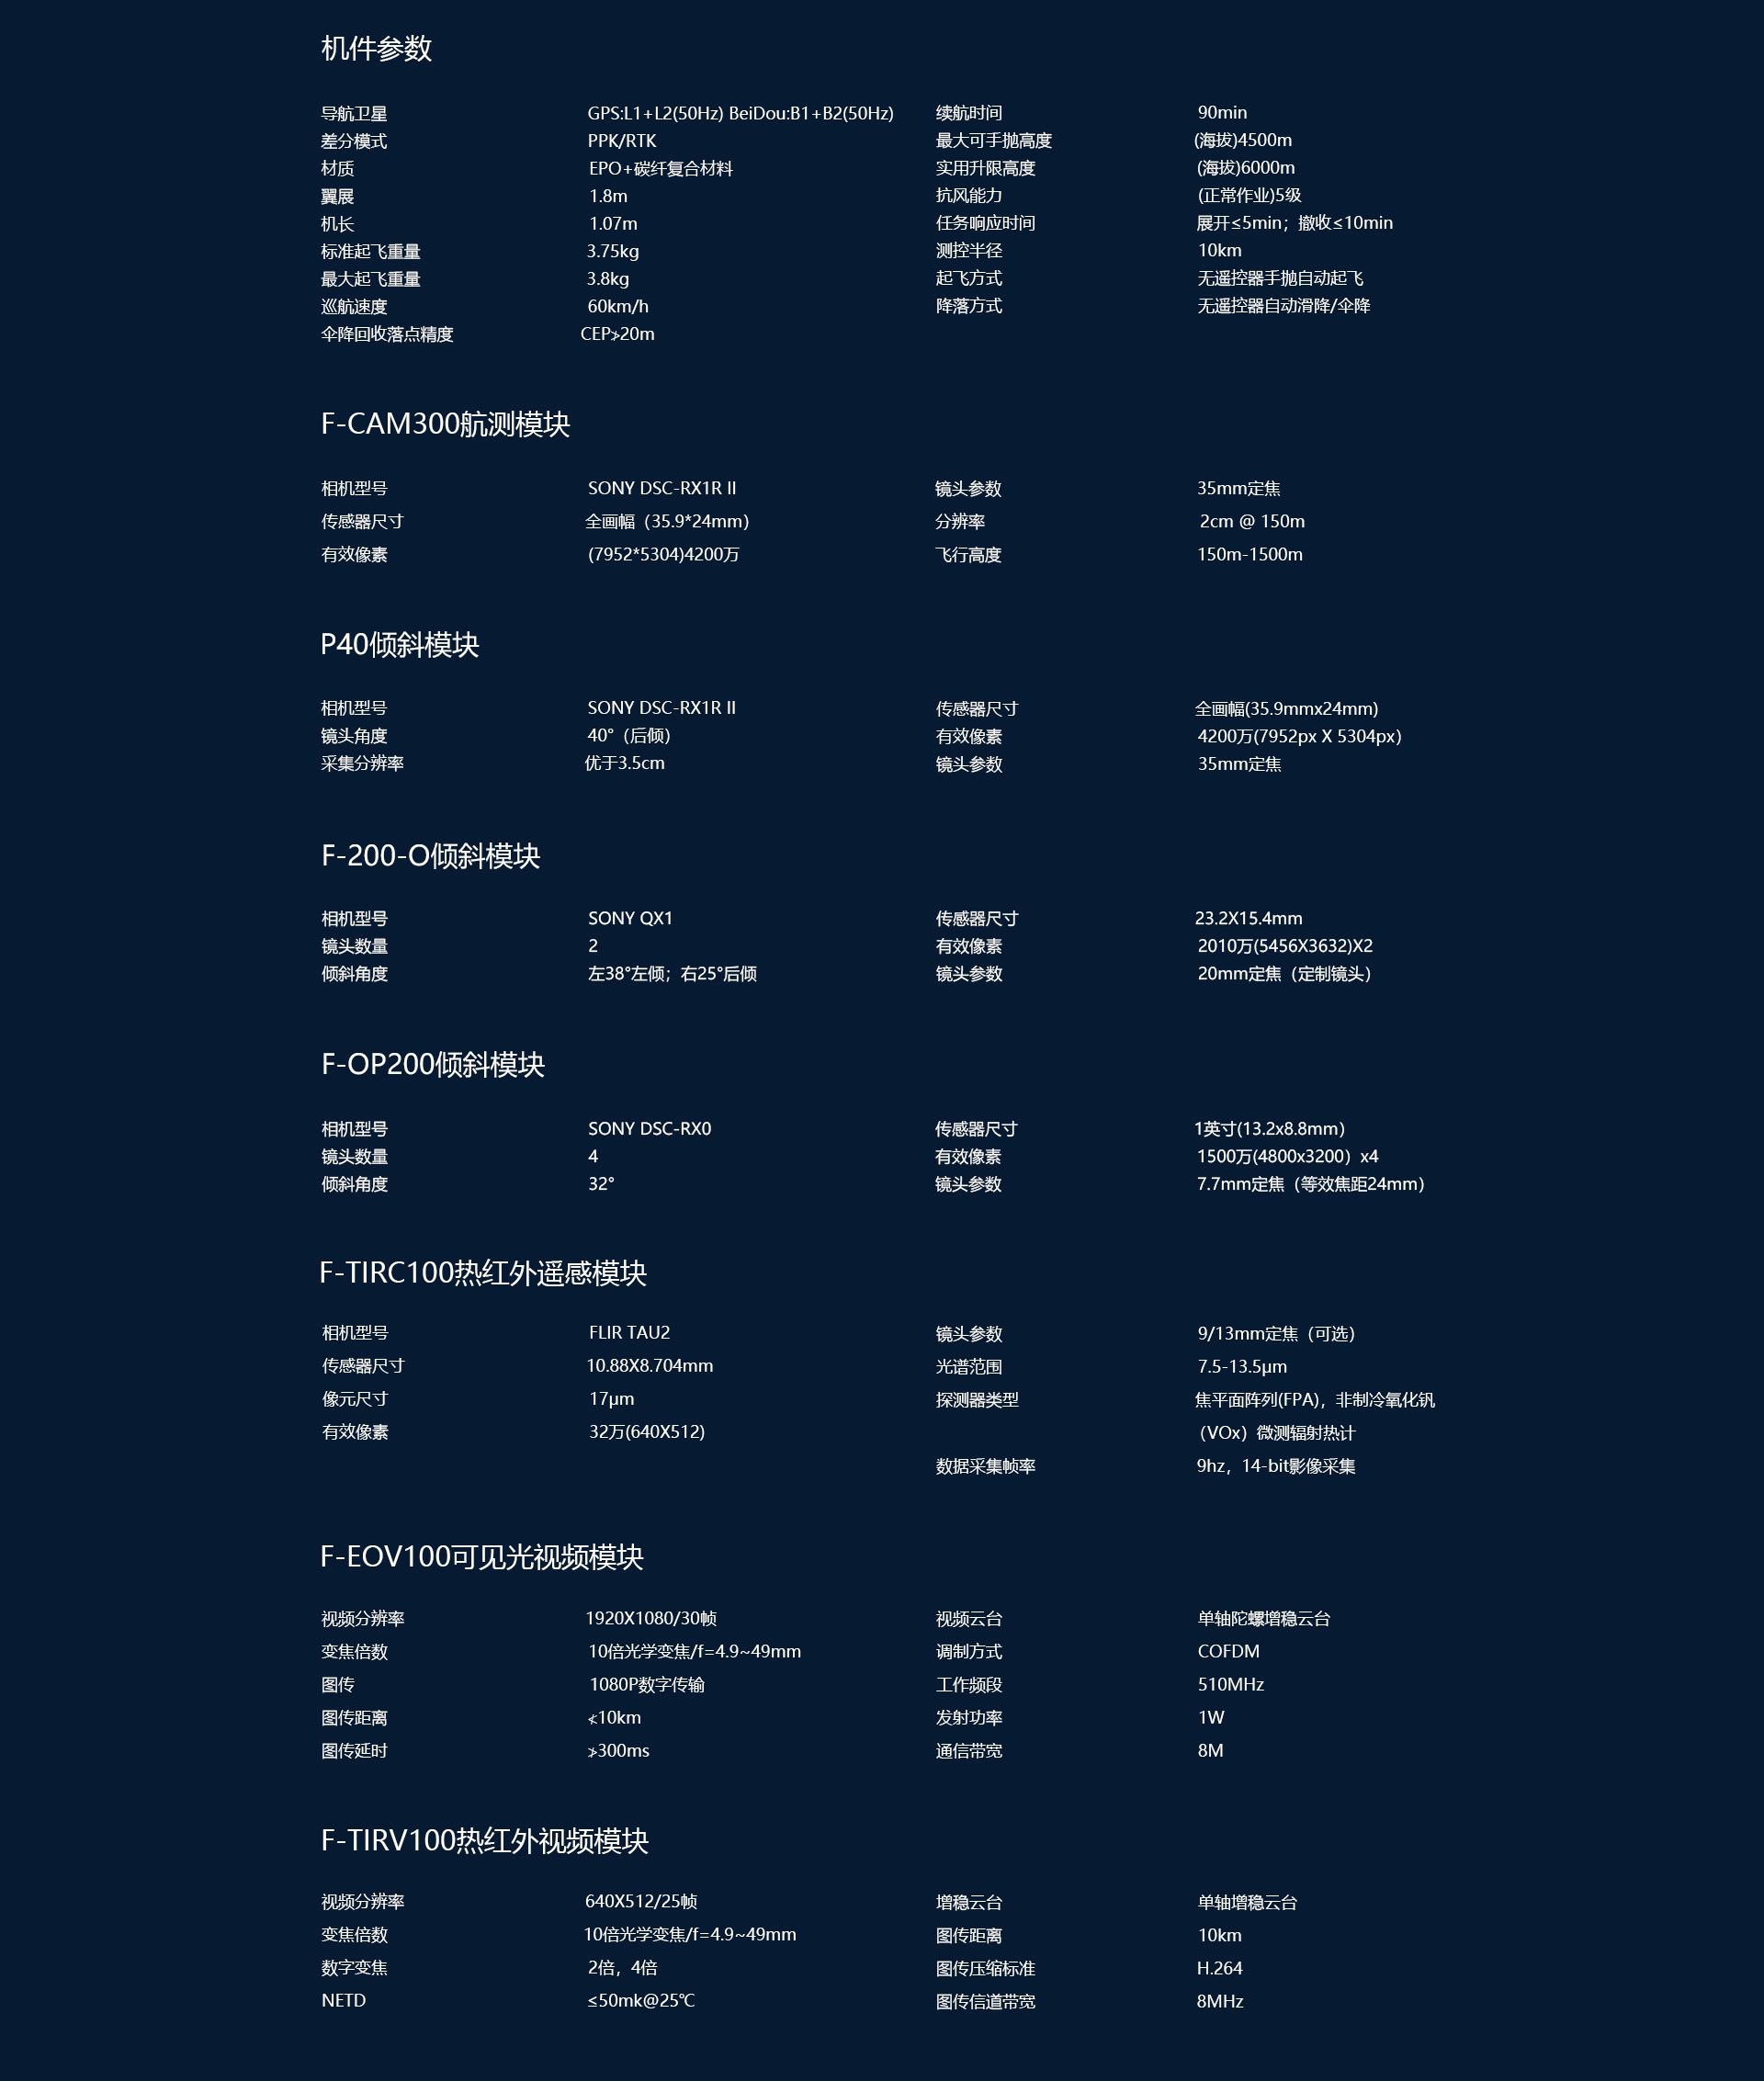 机件参数
导航卫星 GPS:L1+L2(50Hz) BeiDou:B1+B2(50Hz) 续航时间 90min
差分模式 PPK/RTK 最大可手抛高度 (海拔)4500m
材质 EPO+碳纤复合材料 实用升限高度 (海拔)6000m
翼展 1.8m 抗风能力 (正常作业)5级
机长 1.07m 任务响应时间 展开≤5min；撤收≤10min
标准起飞重量 3.75kg 测控半径 10km
最大起飞重量 3.8kg 起飞方式 无遥控器手抛自动起飞
巡航速度 60km/h 降落方式 无遥控器自动滑降/伞降
伞降回收落点精度 CEP≯20m
F-CAM300航测模块
相机型号 SONY DSC-RX1R II 镜头参数 35mm定焦
传感器尺寸 全画幅（35.9*24mm） 分辨率 2cm @ 150m
有效像素 (7952*5304)4200万 飞行高度 150m-1500m
P40倾斜模块
相机型号 SONY DSC-RX1R II 传感器尺寸 全画幅(35.9mmx24mm)
镜头角度 40°（后倾） 有效像素 4200万(7952px X 5304px）
采集分辨率 优于3.5cm 镜头参数 35mm定焦
F-200-O倾斜模块
相机型号 SONY QX1 传感器尺寸 23.2X15.4mm
镜头数量 2 有效像素 2010万(5456X3632)X2
倾斜角度 左38°左倾；右25°后倾 镜头参数 20mm定焦（定制镜头）
F-OP200倾斜模块
相机型号 SONY DSC-RX0 传感器尺寸 1英寸(13.2x8.8mm）
镜头数量 4 有效像素 1500万(4800x3200）x4
倾斜角度 32° 镜头参数 7.7mm定焦（等效焦距24mm）
F-TIRC100热红外遥感模块
相机型号 FLIR TAU2 镜头参数 9/13mm定焦（可选）
传感器尺寸 10.88X8.704mm 光谱范围 7.5-13.5μm
像元尺寸 17μm 探测器类型 焦平面阵列(FPA)，非制冷氧化钒
有效像素 32万(640X512) （VOx）微测辐射热计
数据采集帧率 9hz，14-bit影像采集
F-EOV100可见光视频模块
视频分辨率 1920X1080/30帧 视频云台 单轴陀螺增稳云台
变焦倍数 10倍光学变焦/f=4.9~49mm 调制方式 COFDM
图传 1080P数字传输 工作频段 510MHz
图传距离 ≮10km 发射功率 1W
图传延时 ≯300ms 通信带宽 8M
F-TIRV100热红外视频模块
视频分辨率 640X512/25帧 增稳云台 单轴增稳云台
变焦倍数 10倍光学变焦/f=4.9~49mm 图传距离 10km
数字变焦 2倍，4倍 图传压缩标准 H.264
NETD ≤50mk@25℃ 图传信道带宽 8MHz